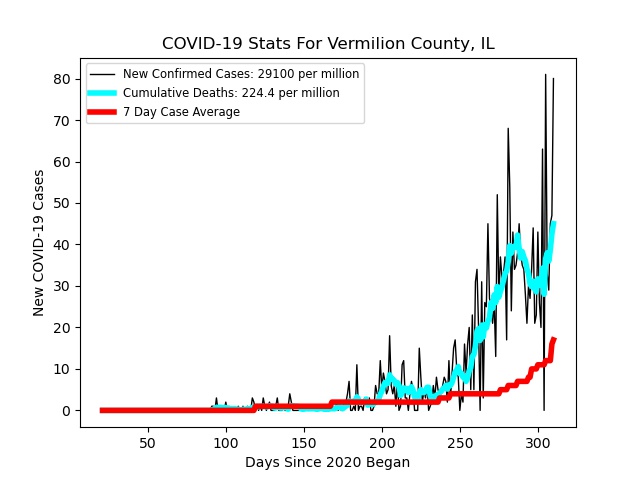 COVID-19 Stats For Vermilion County, IL
New Confirmed Cases: 29100 per million
Cumulative Deaths: 224.4 per million
7 Day Case Average
New COVID-19 Cases
80
70
60
50
40
30
20
10
0
50 100 150 200 250 300
Days Since 2020 Began